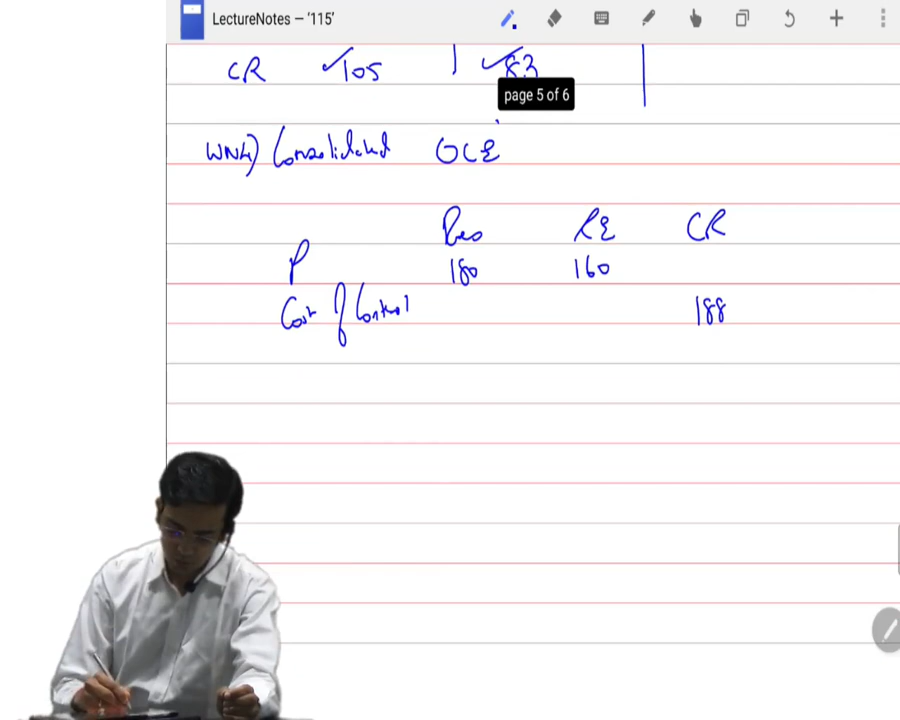 LectureNotes – '115'
CR 105 83
page 5 of 6
WN4) Consolidated OCE
Res RE CR
P 180 160
Cost of Control 188